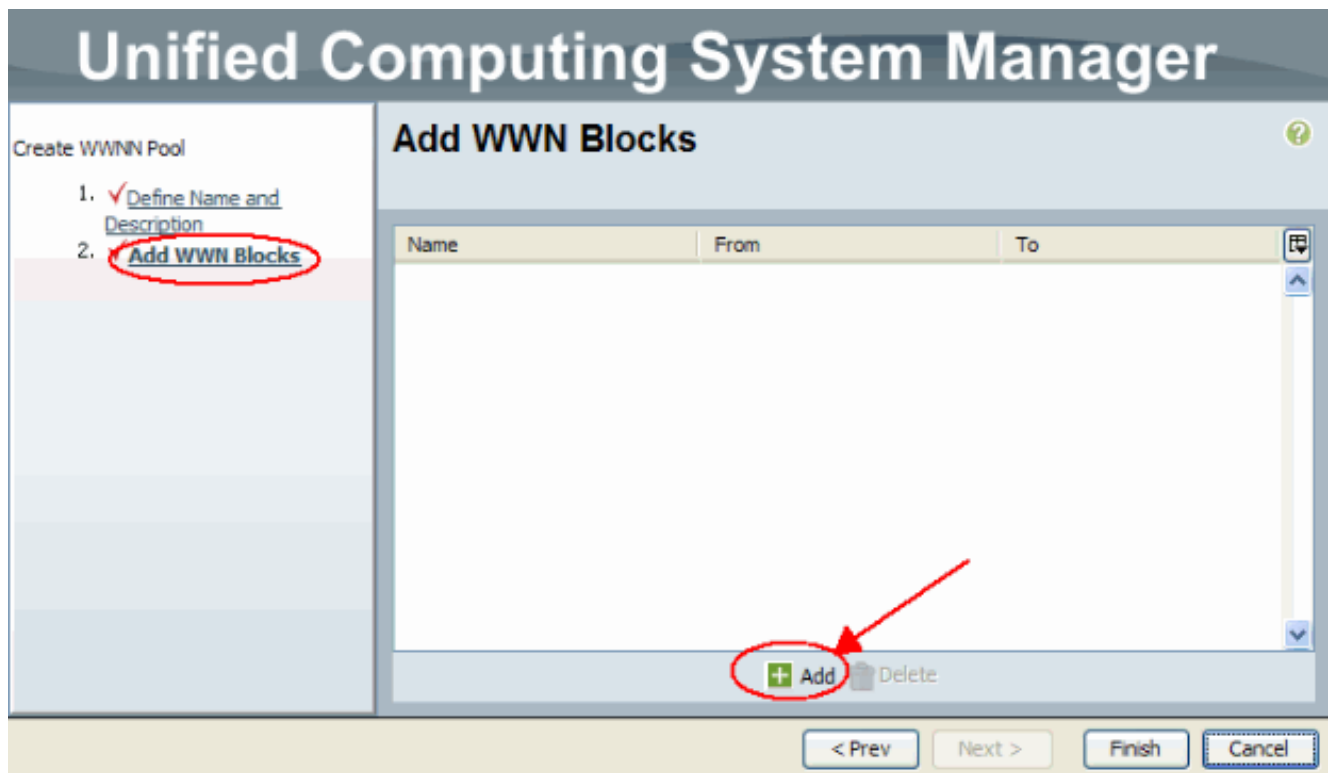 Unified Computing System Manager
Create WWNN Pool
1. Define Name and
Description
2. Add WWN Blocks
Add WWN Blocks
?
Name From To
Add Delete
< Prev Next > Finish Cancel